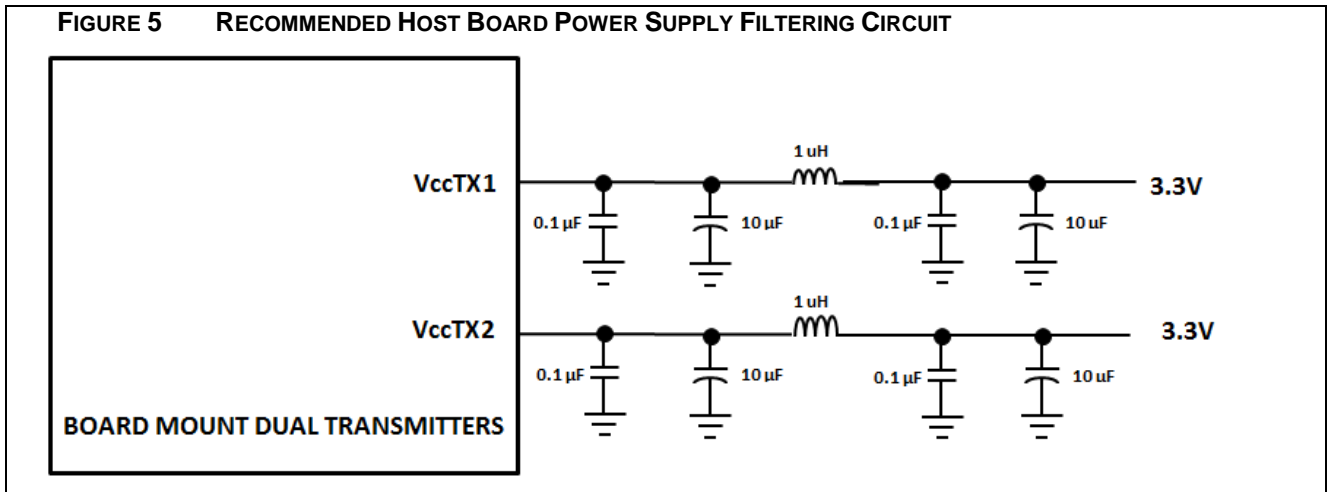 FIGURE 5 RECOMMENDED HOST BOARD POWER SUPPLY FILTERING CIRCUIT
1 uH
VccTX1
3.3V
0.1 µF
10 µF
0.1 µF
10 uF
1 uH
VccTX2
3.3V
0.1 µF
10 µF
0.1 µF
10 uF
BOARD MOUNT DUAL TRANSMITTERS